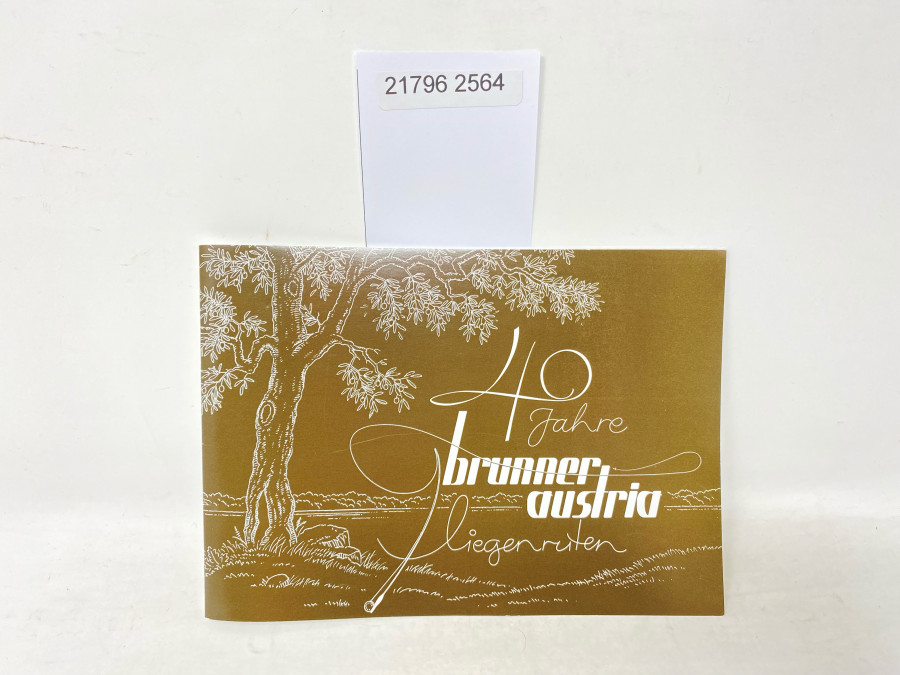 21796 2564
40
Jahre
brunner
austria
fliegenruten